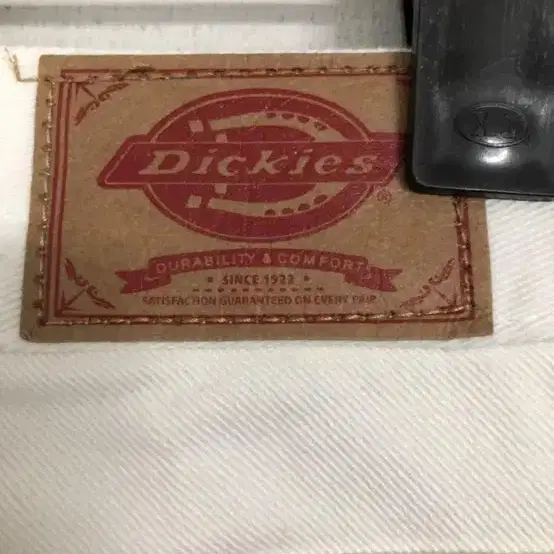 Dickies
®
DURABILITY & COMFORT
• SINCE 1922 •
SATISFACTION GUARANTEED ON EVERY PAIR